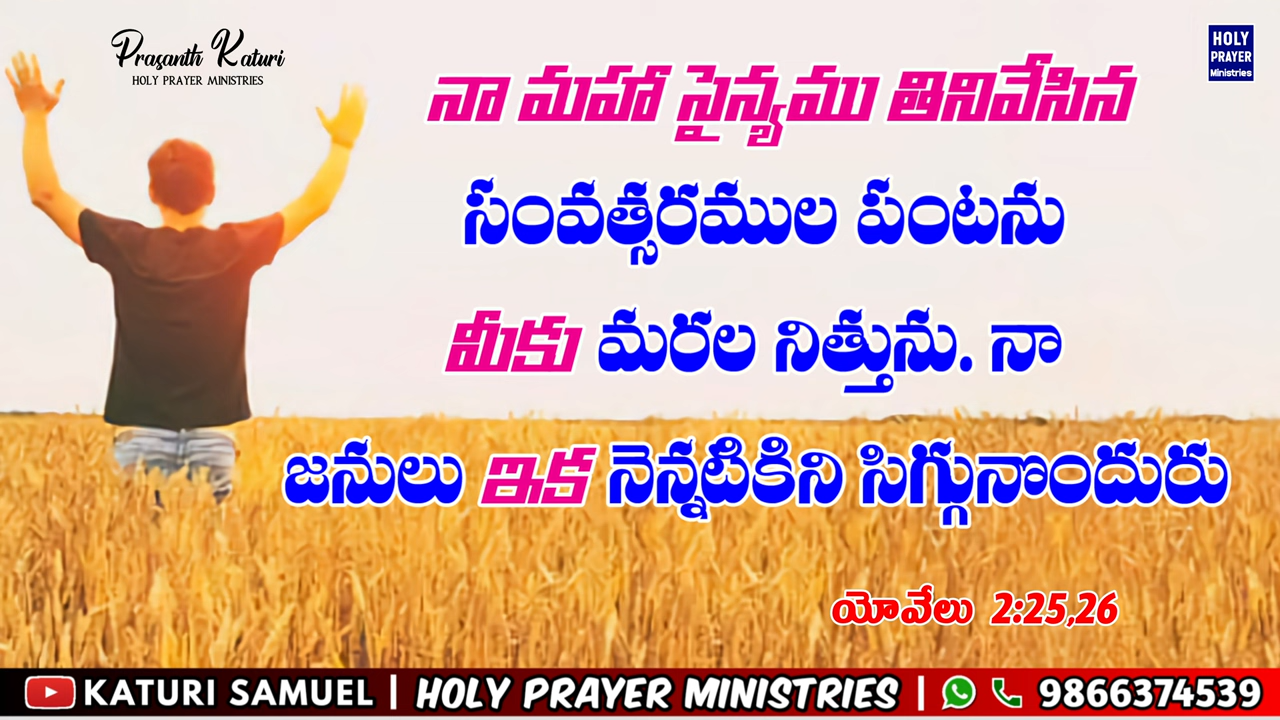 Prasanth Katuri
HOLY PRAYER MINISTRIES
HOLY
PRAYER
Ministries
నా మహా సైన్యము తినివేసిన
సంవత్సరముల పంటను
మీకు మరల నిత్తును. నా
జనులు ఇక నెన్నటికిని సిగ్గునొందురు
యోవేలు 2:25,26
KATURI SAMUEL | HOLY PRAYER MINISTRIES | 9866374539